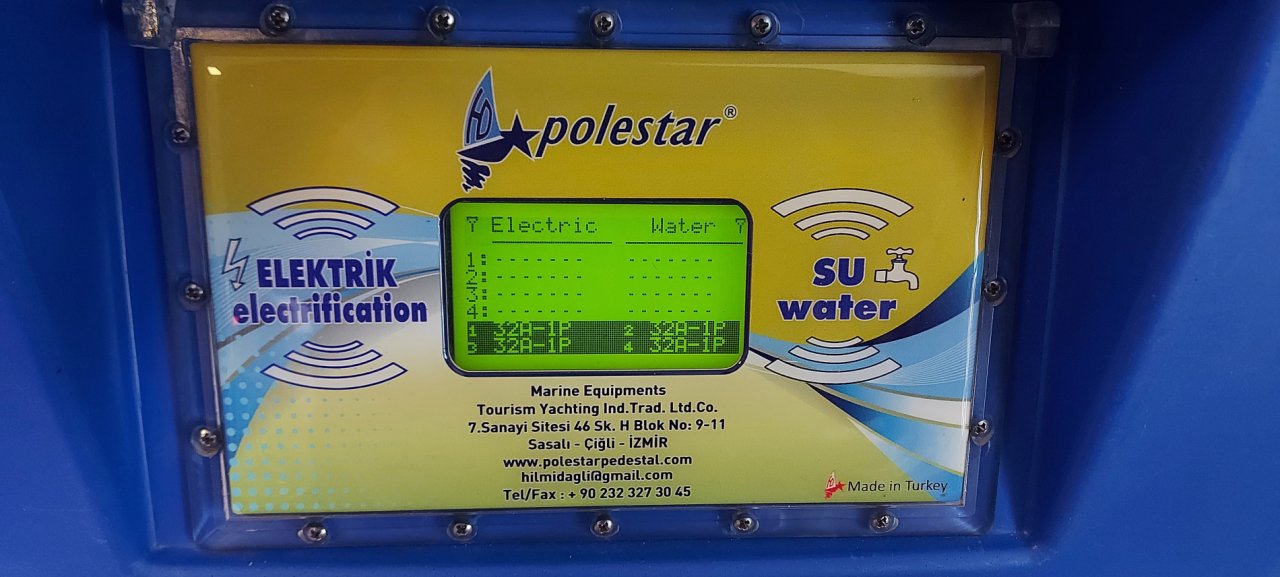 HD
polestar®
Electric Water
1: ------- -------
2: ------- -------
3: ------- -------
4: ------- -------
1 32A-1P 2 32A-1P
3 32A-1P 4 32A-1P
ELEKTRİK
electrification
SU
water
Marine Equipments
Tourism Yachting Ind.Trad. Ltd.Co.
7.Sanayi Sitesi 46 Sk. H Blok No: 9-11
Sasalı - Çiğli - İZMİR
www.polestarpedestal.com
hilmidagli@gmail.com
Tel/Fax : + 90 232 327 30 45
Made in Turkey